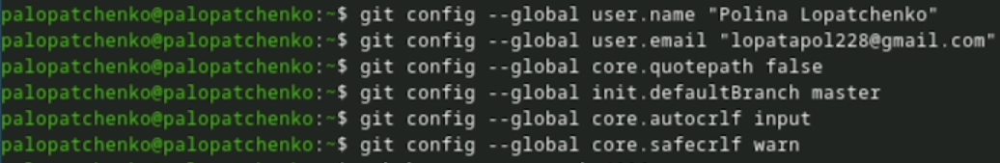 palopatchenko@palopatchenko:~$ git config --global user.name "Polina Lopatchenko"
palopatchenko@palopatchenko:~$ git config --global user.email "lopatapol228@gmail.com"
palopatchenko@palopatchenko:~$ git config --global core.quotepath false
palopatchenko@palopatchenko:~$ git config --global init.defaultBranch master
palopatchenko@palopatchenko:~$ git config --global core.autocrlf input
palopatchenko@palopatchenko:~$ git config --global core.safecrlf warn